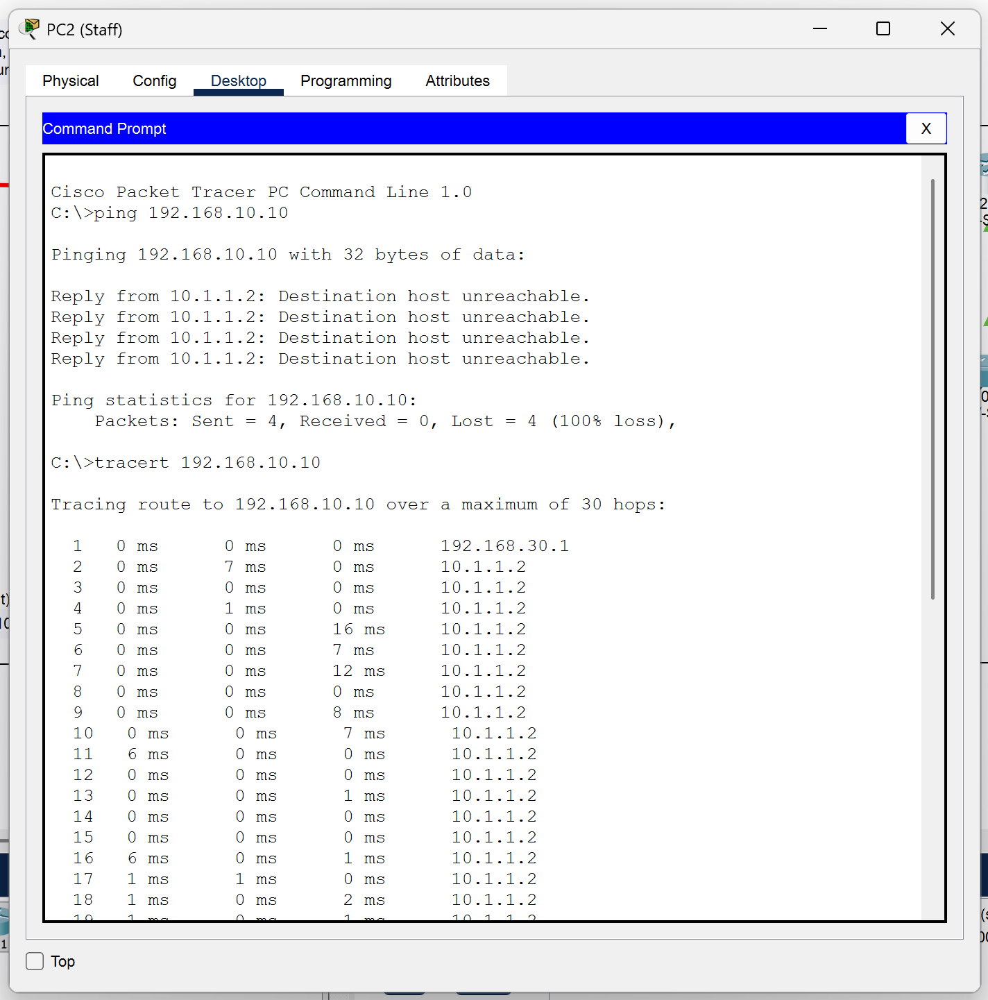 PC2 (Staff)
Physical Config Desktop Programming Attributes
Command Prompt X
Cisco Packet Tracer PC Command Line 1.0
C:\>ping 192.168.10.10
Pinging 192.168.10.10 with 32 bytes of data:
Reply from 10.1.1.2: Destination host unreachable.
Reply from 10.1.1.2: Destination host unreachable.
Reply from 10.1.1.2: Destination host unreachable.
Reply from 10.1.1.2: Destination host unreachable.
Ping statistics for 192.168.10.10:
Packets: Sent = 4, Received = 0, Lost = 4 (100% loss),
C:\>tracert 192.168.10.10
Tracing route to 192.168.10.10 over a maximum of 30 hops:
1 0 ms 0 ms 0 ms 192.168.30.1
2 0 ms 7 ms 0 ms 10.1.1.2
3 0 ms 0 ms 0 ms 10.1.1.2
4 0 ms 1 ms 0 ms 10.1.1.2
5 0 ms 0 ms 16 ms 10.1.1.2
6 0 ms 0 ms 7 ms 10.1.1.2
7 0 ms 0 ms 12 ms 10.1.1.2
8 0 ms 0 ms 0 ms 10.1.1.2
9 0 ms 0 ms 8 ms 10.1.1.2
10 0 ms 0 ms 7 ms 10.1.1.2
11 6 ms 0 ms 0 ms 10.1.1.2
12 0 ms 0 ms 0 ms 10.1.1.2
13 0 ms 0 ms 1 ms 10.1.1.2
14 0 ms 0 ms 0 ms 10.1.1.2
15 0 ms 0 ms 0 ms 10.1.1.2
16 6 ms 0 ms 1 ms 10.1.1.2
17 1 ms 1 ms 0 ms 10.1.1.2
18 1 ms 0 ms 2 ms 10.1.1.2
19 1 ms 0 ms 1 ms 10.1.1.2
Top